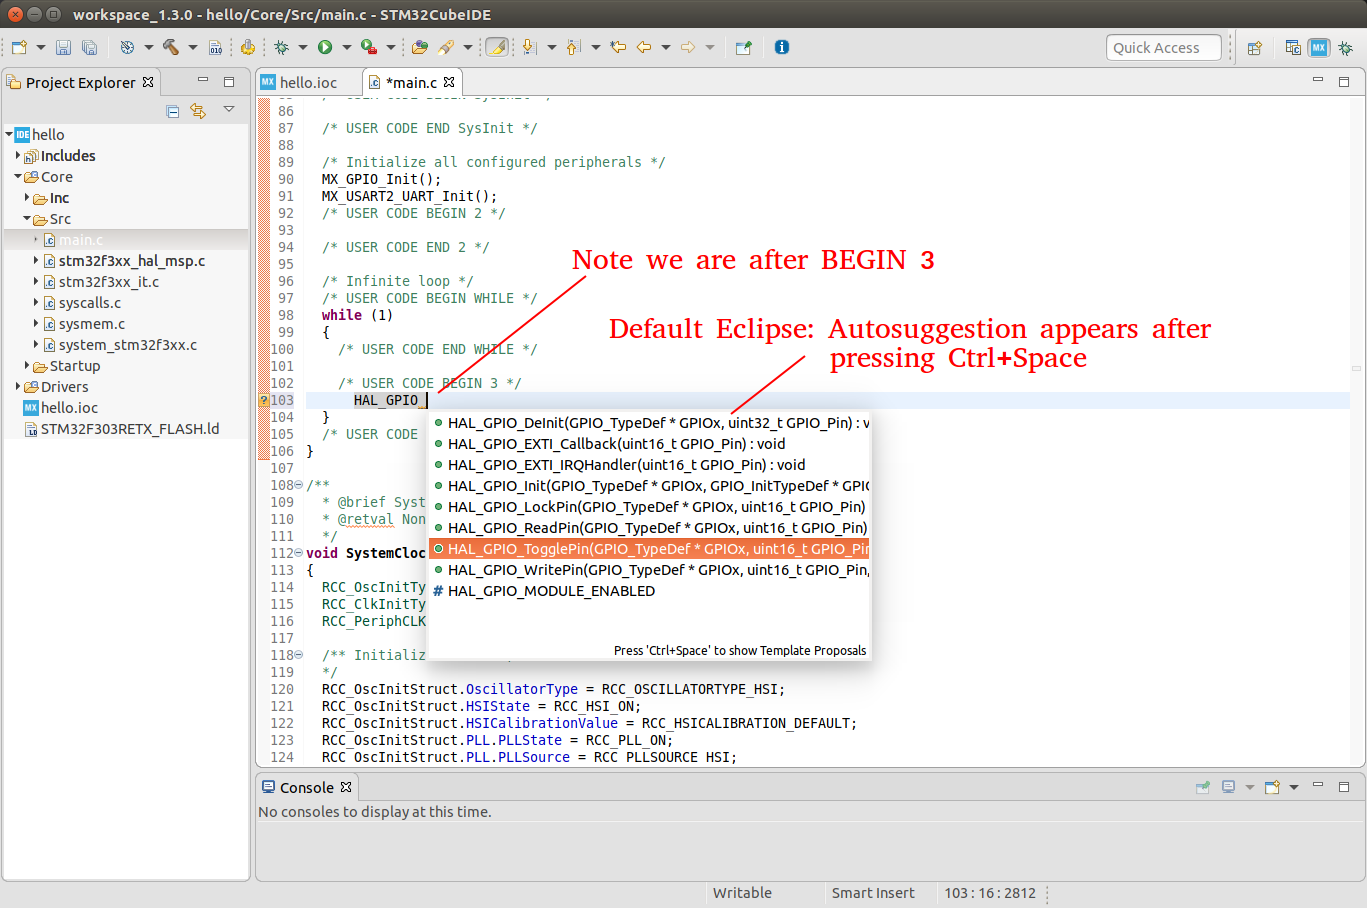 workspace_1.3.0 - hello/Core/Src/main.c - STM32CubeIDE
010
Quick Access
MX
Project Explorer
IDE hello
Includes
Core
Inc
Src
main.c
stm32f3xx_hal_msp.c
stm32f3xx_it.c
syscalls.c
sysmem.c
system_stm32f3xx.c
Startup
Drivers
MX hello.ioc
STM32F303RETX_FLASH.ld
MX hello.ioc
*main.c
86
87 /* USER CODE END SysInit */
88
89 /* Initialize all configured peripherals */
90 MX_GPIO_Init();
91 MX_USART2_UART_Init();
92 /* USER CODE BEGIN 2 */
93
94 /* USER CODE END 2 */
95
96 /* Infinite loop */
97 /* USER CODE BEGIN WHILE */
98 while (1)
99 {
100 /* USER CODE END WHILE */
101
102 /* USER CODE BEGIN 3 */
103 HAL_GPIO_
104 }
105 /* USER CODE
106 }
107
108 /**
109 * @brief Syst
110 * @retval Non
111 */
112 void SystemCloc
113 {
114 RCC_OscInitTy
115 RCC_ClkInitTy
116 RCC_PeriphCLK
117
118 /** Initializ
119 */
120 RCC_OscInitStruct.OscillatorType = RCC_OSCILLATORTYPE_HSI;
121 RCC_OscInitStruct.HSIState = RCC_HSI_ON;
122 RCC_OscInitStruct.HSICalibrationValue = RCC_HSICALIBRATION_DEFAULT;
123 RCC_OscInitStruct.PLL.PLLState = RCC_PLL_ON;
124 RCC_OscInitStruct.PLL.PLLSource = RCC_PLLSOURCE_HSI;
Note we are after BEGIN 3
Default Eclipse: Autosuggestion appears after
pressing Ctrl+Space
HAL_GPIO_DeInit(GPIO_TypeDef * GPIOx, uint32_t GPIO_Pin) : v
HAL_GPIO_EXTI_Callback(uint16_t GPIO_Pin) : void
HAL_GPIO_EXTI_IRQHandler(uint16_t GPIO_Pin) : void
HAL_GPIO_Init(GPIO_TypeDef * GPIOx, GPIO_InitTypeDef * GPIO
HAL_GPIO_LockPin(GPIO_TypeDef * GPIOx, uint16_t GPIO_Pin)
HAL_GPIO_ReadPin(GPIO_TypeDef * GPIOx, uint16_t GPIO_Pin)
HAL_GPIO_TogglePin(GPIO_TypeDef * GPIOx, uint16_t GPIO_Pin
HAL_GPIO_WritePin(GPIO_TypeDef * GPIOx, uint16_t GPIO_Pin,
# HAL_GPIO_MODULE_ENABLED
Press 'Ctrl+Space' to show Template Proposals
Console
No consoles to display at this time.
Writable
Smart Insert
103 : 16 : 2812